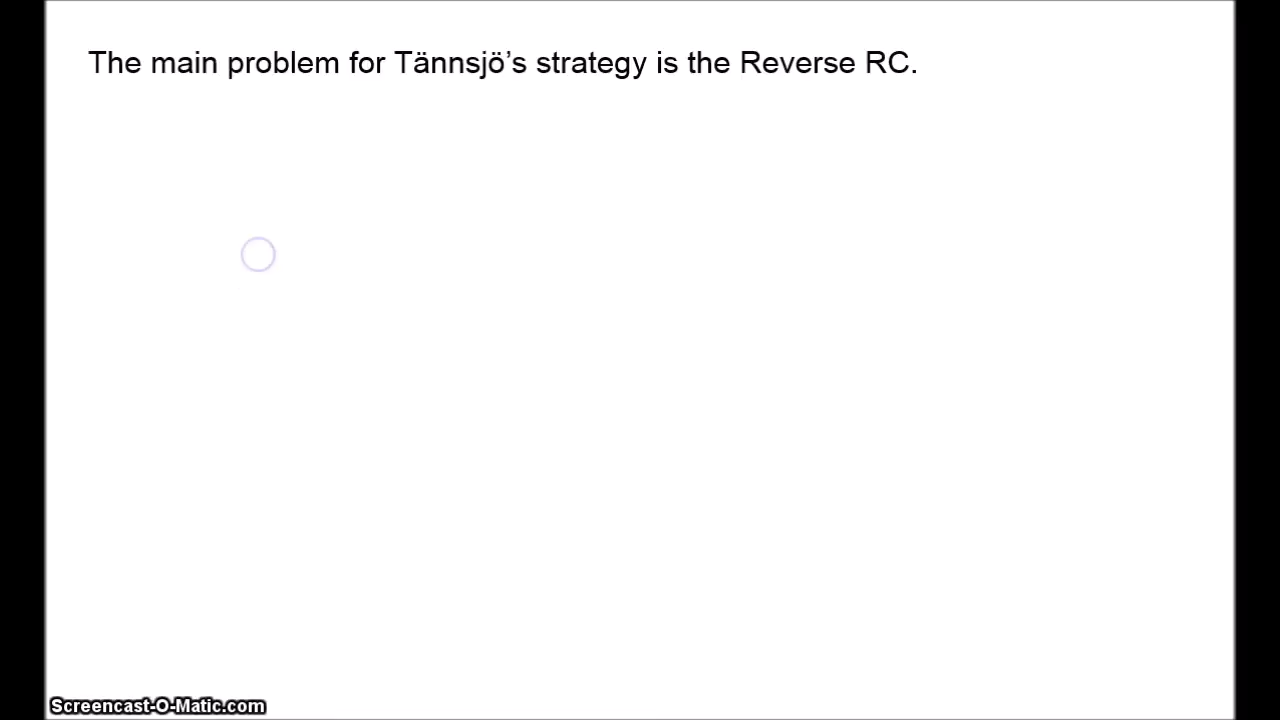 The main problem for Tännsjö’s strategy is the Reverse RC.
Screencast-O-Matic.com